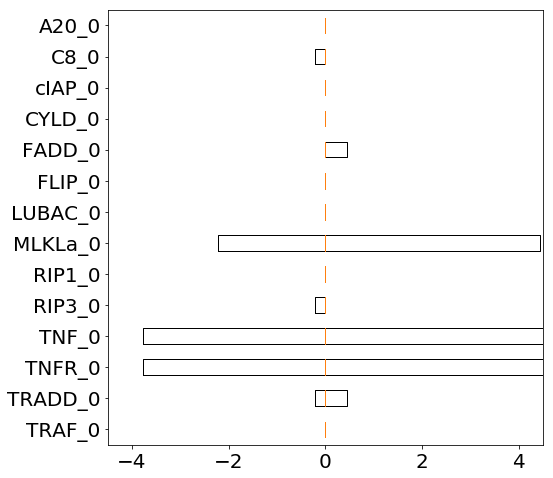 A20_0
C8_0
cIAP_0
CYLD_0
FADD_0
FLIP_0
LUBAC_0
MLKLa_0
RIP1_0
RIP3_0
TNF_0
TNFR_0
TRADD_0
TRAF_0
−4 −2 0 2 4